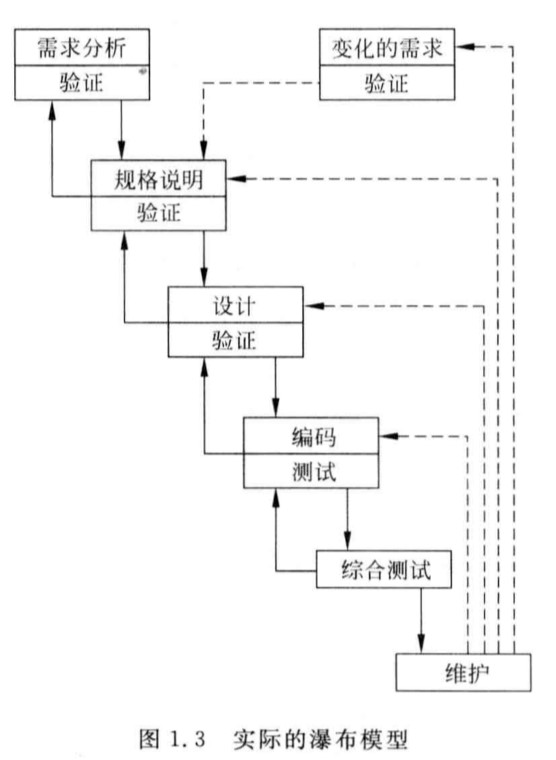 需求分析
验证
变化的需求
验证
规格说明
验证
设计
验证
编码
测试
综合测试
维护
图 1.3 实际的瀑布模型